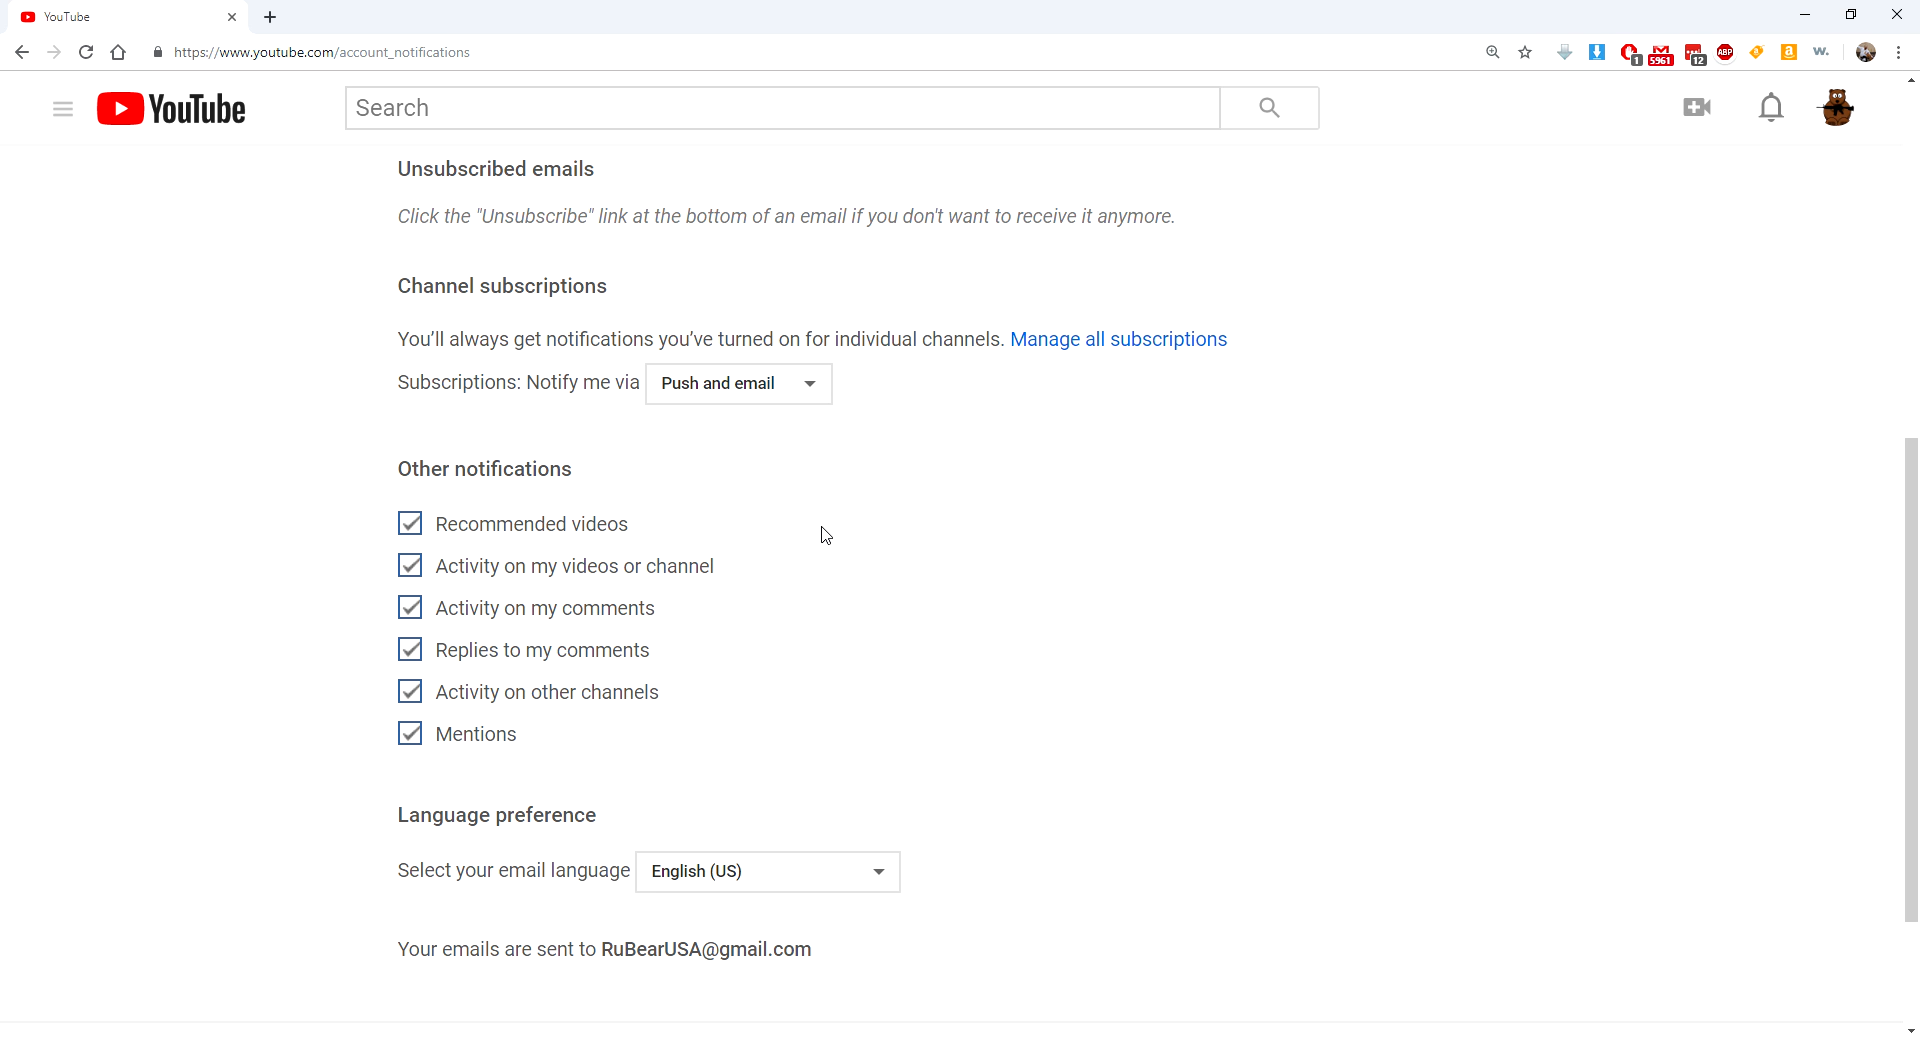 YouTube
https://www.youtube.com/account_notifications
1
5961
12
ABP
a
w.
YouTube
Search
Unsubscribed emails
Click the "Unsubscribe" link at the bottom of an email if you don't want to receive it anymore.
Channel subscriptions
You'll always get notifications you've turned on for individual channels. Manage all subscriptions
Subscriptions: Notify me via Push and email
Other notifications
Recommended videos
Activity on my videos or channel
Activity on my comments
Replies to my comments
Activity on other channels
Mentions
Language preference
Select your email language English (US)
Your emails are sent to RuBearUSA@gmail.com